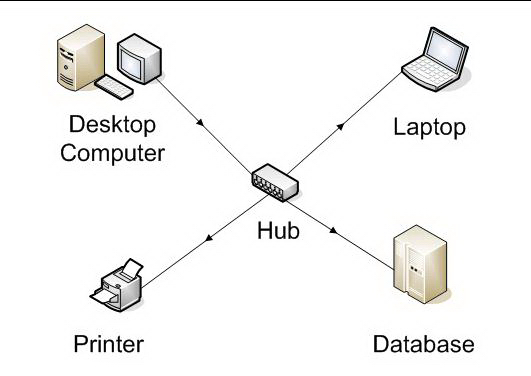 Desktop
Computer
Laptop
Hub
Printer
Database